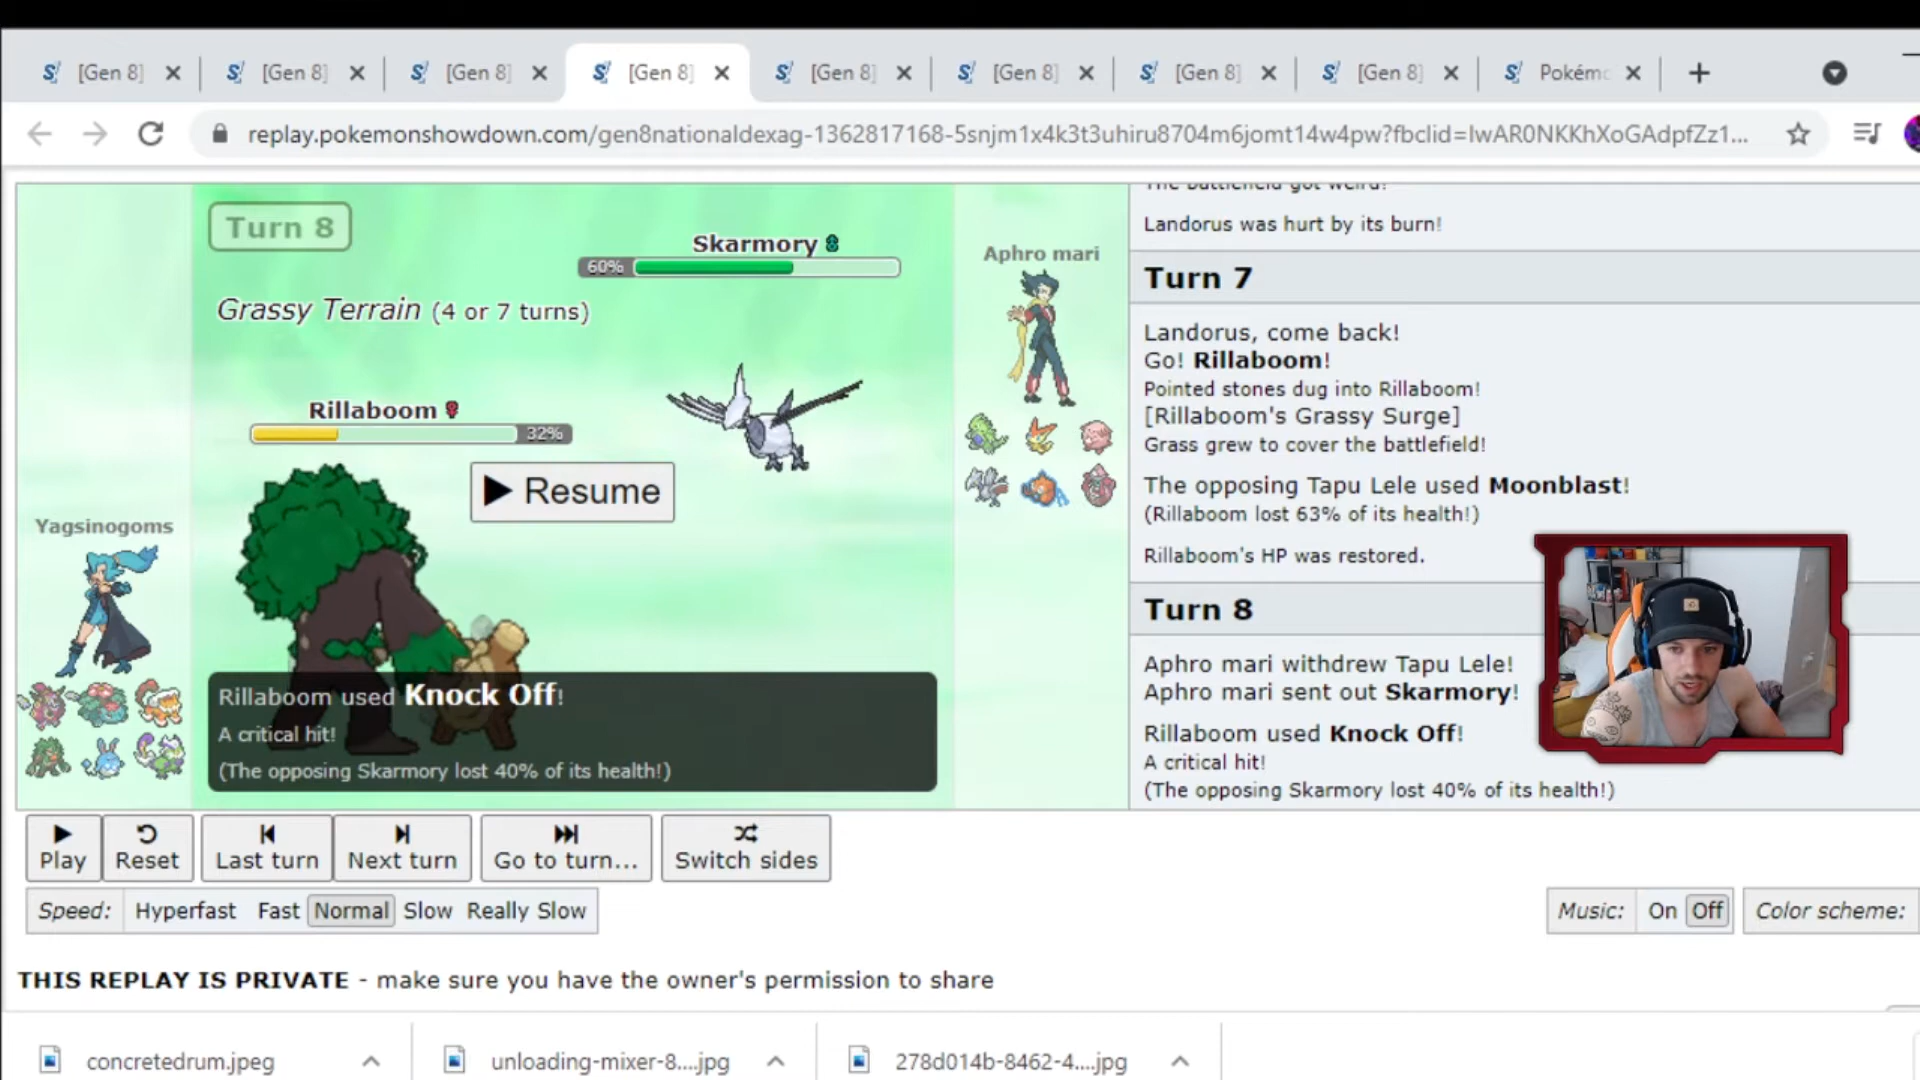 [Gen 8]
[Gen 8]
[Gen 8]
[Gen 8]
[Gen 8]
[Gen 8]
[Gen 8]
[Gen 8]
Pokémo
replay.pokemonshowdown.com/gen8nationaldexag-1362817168-5snjm1x4k3t3uhiru8704m6jomt14w4pw?fbclid=IwAR0NKKhXoGAdpfZz1...
Turn 8
Skarmory
60%
Grassy Terrain (4 or 7 turns)
Rillaboom
32%
Resume
Yagsinogoms
Aphro mari
Rillaboom used Knock Off!
A critical hit!
(The opposing Skarmory lost 40% of its health!)
The battlefield got weird!
Landorus was hurt by its burn!
Turn 7
Landorus, come back!
Go! Rillaboom!
Pointed stones dug into Rillaboom!
[Rillaboom's Grassy Surge]
Grass grew to cover the battlefield!
The opposing Tapu Lele used Moonblast!
(Rillaboom lost 63% of its health!)
Rillaboom's HP was restored.
Turn 8
Aphro mari withdrew Tapu Lele!
Aphro mari sent out Skarmory!
Rillaboom used Knock Off!
A critical hit!
(The opposing Skarmory lost 40% of its health!)
Play
Reset
Last turn
Next turn
Go to turn...
Switch sides
Speed: Hyperfast Fast Normal Slow Really Slow
Music: On Off
Color scheme:
THIS REPLAY IS PRIVATE - make sure you have the owner's permission to share
concretedrum.jpeg
unloading-mixer-8....jpg
278d014b-8462-4....jpg